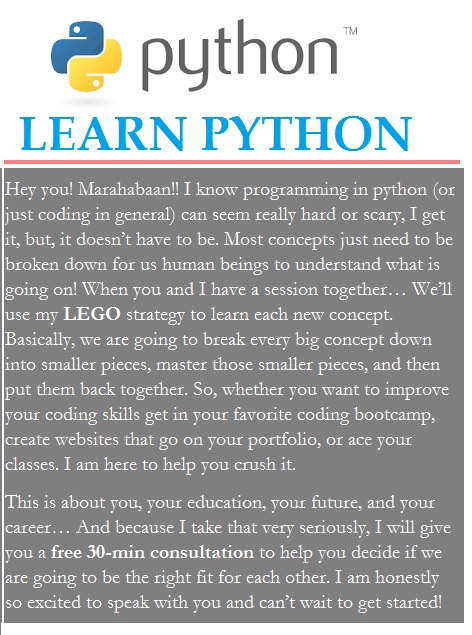 python™
LEARN PYTHON
Hey you! Marahabaan!! I know programming in python (or
just coding in general) can seem really hard or scary, I get
it, but, it doesn’t have to be. Most concepts just need to be
broken down for us human beings to understand what is
going on! When you and I have a session together… We’ll
use my LEGO strategy to learn each new concept.
Basically, we are going to break every big concept down
into smaller pieces, master those smaller pieces, and then
put them back together. So, whether you want to improve
your coding skills get in your favorite coding bootcamp,
create websites that go on your portfolio, or ace your
classes. I am here to help you crush it.
This is about you, your education, your future, and your
career… And because I take that very seriously, I will give
you a free 30-min consultation to help you decide if we
are going to be the right fit for each other. I am honestly
so excited to speak with you and can’t wait to get started!